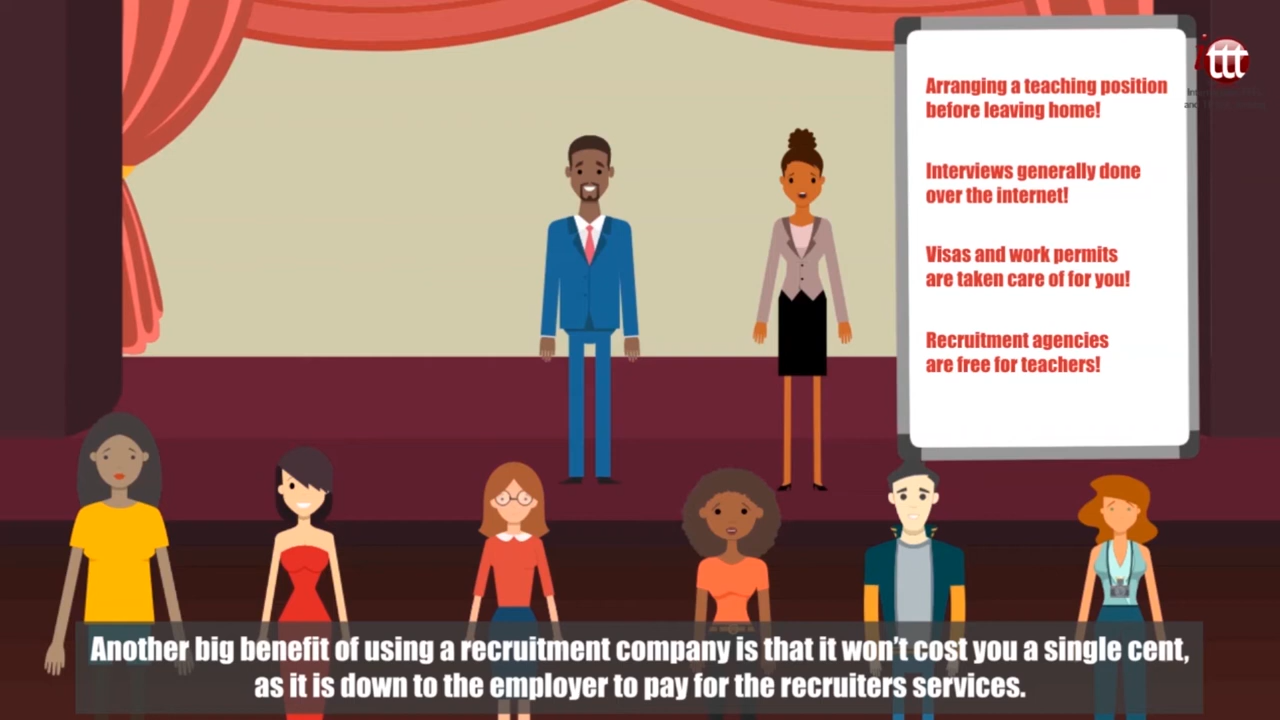 ttt
Arranging a teaching position
before leaving home!
Interviews generally done
over the internet!
Visas and work permits
are taken care of for you!
Recruitment agencies
are free for teachers!
Another big benefit of using a recruitment company is that it won't cost you a single cent,
as it is down to the employer to pay for the recruiters services.